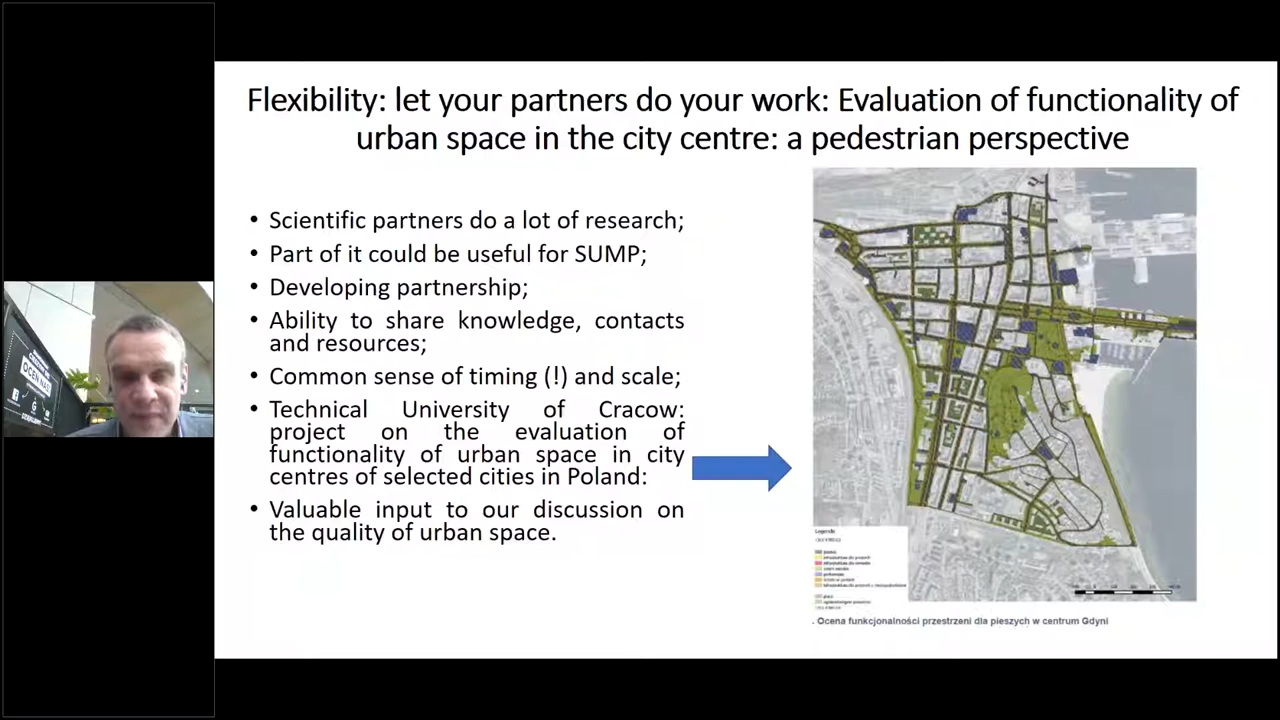 Flexibility: let your partners do your work: Evaluation of functionality of
urban space in the city centre: a pedestrian perspective
• Scientific partners do a lot of research;
• Part of it could be useful for SUMP;
• Developing partnership;
• Ability to share knowledge, contacts
and resources;
• Common sense of timing (!) and scale;
• Technical University of Cracow:
project on the evaluation of
functionality of urban space in city
centres of selected cities in Poland:
• Valuable input to our discussion on
the quality of urban space.
OCEŃ NAS
Legenda
. Ocena funkcjonalności przestrzeni dla pieszych w centrum Gdyni